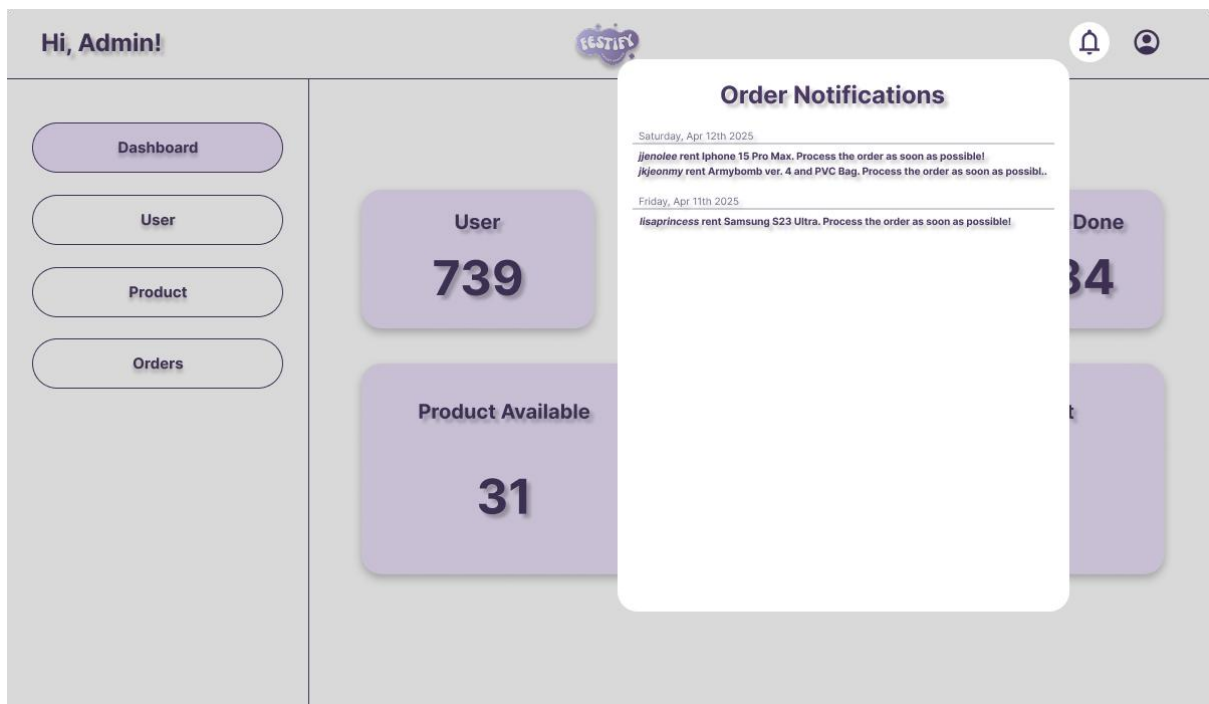 Hi, Admin!
FESTIFY
Order Notifications
Saturday, Apr 12th 2025
jjenolee rent Iphone 15 Pro Max. Process the order as soon as possible!
jkjeonmy rent Armybomb ver. 4 and PVC Bag. Process the order as soon as possibl..
Friday, Apr 11th 2025
lisaprincess rent Samsung S23 Ultra. Process the order as soon as possible!
Dashboard
User
Product
Orders
User
739
Done
34
Product Available
31
t